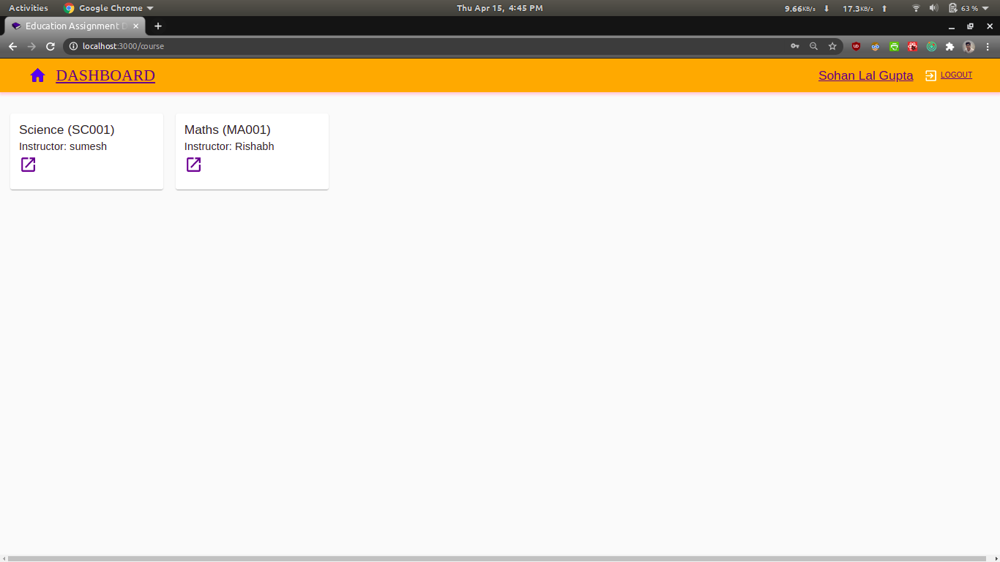 Activities Google Chrome Thu Apr 15, 4:45 PM 9.66KB/s 17.3KB/s 63 %
Education Assignment
localhost:3000/course
DASHBOARD Sohan Lal Gupta LOGOUT
Science (SC001) Maths (MA001)
Instructor: sumesh Instructor: Rishabh